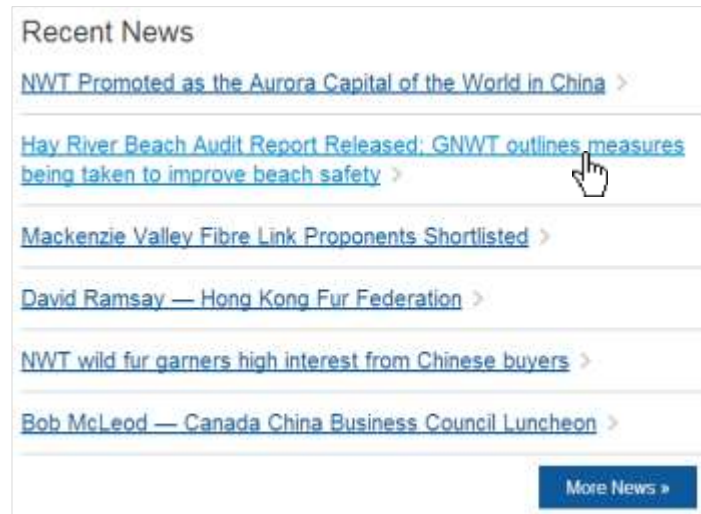 Recent News
NWT Promoted as the Aurora Capital of the World in China >
Hay River Beach Audit Report Released; GNWT outlines measures
being taken to improve beach safety >
Mackenzie Valley Fibre Link Proponents Shortlisted >
David Ramsay — Hong Kong Fur Federation >
NWT wild fur garners high interest from Chinese buyers >
Bob McLeod — Canada China Business Council Luncheon >
More News »